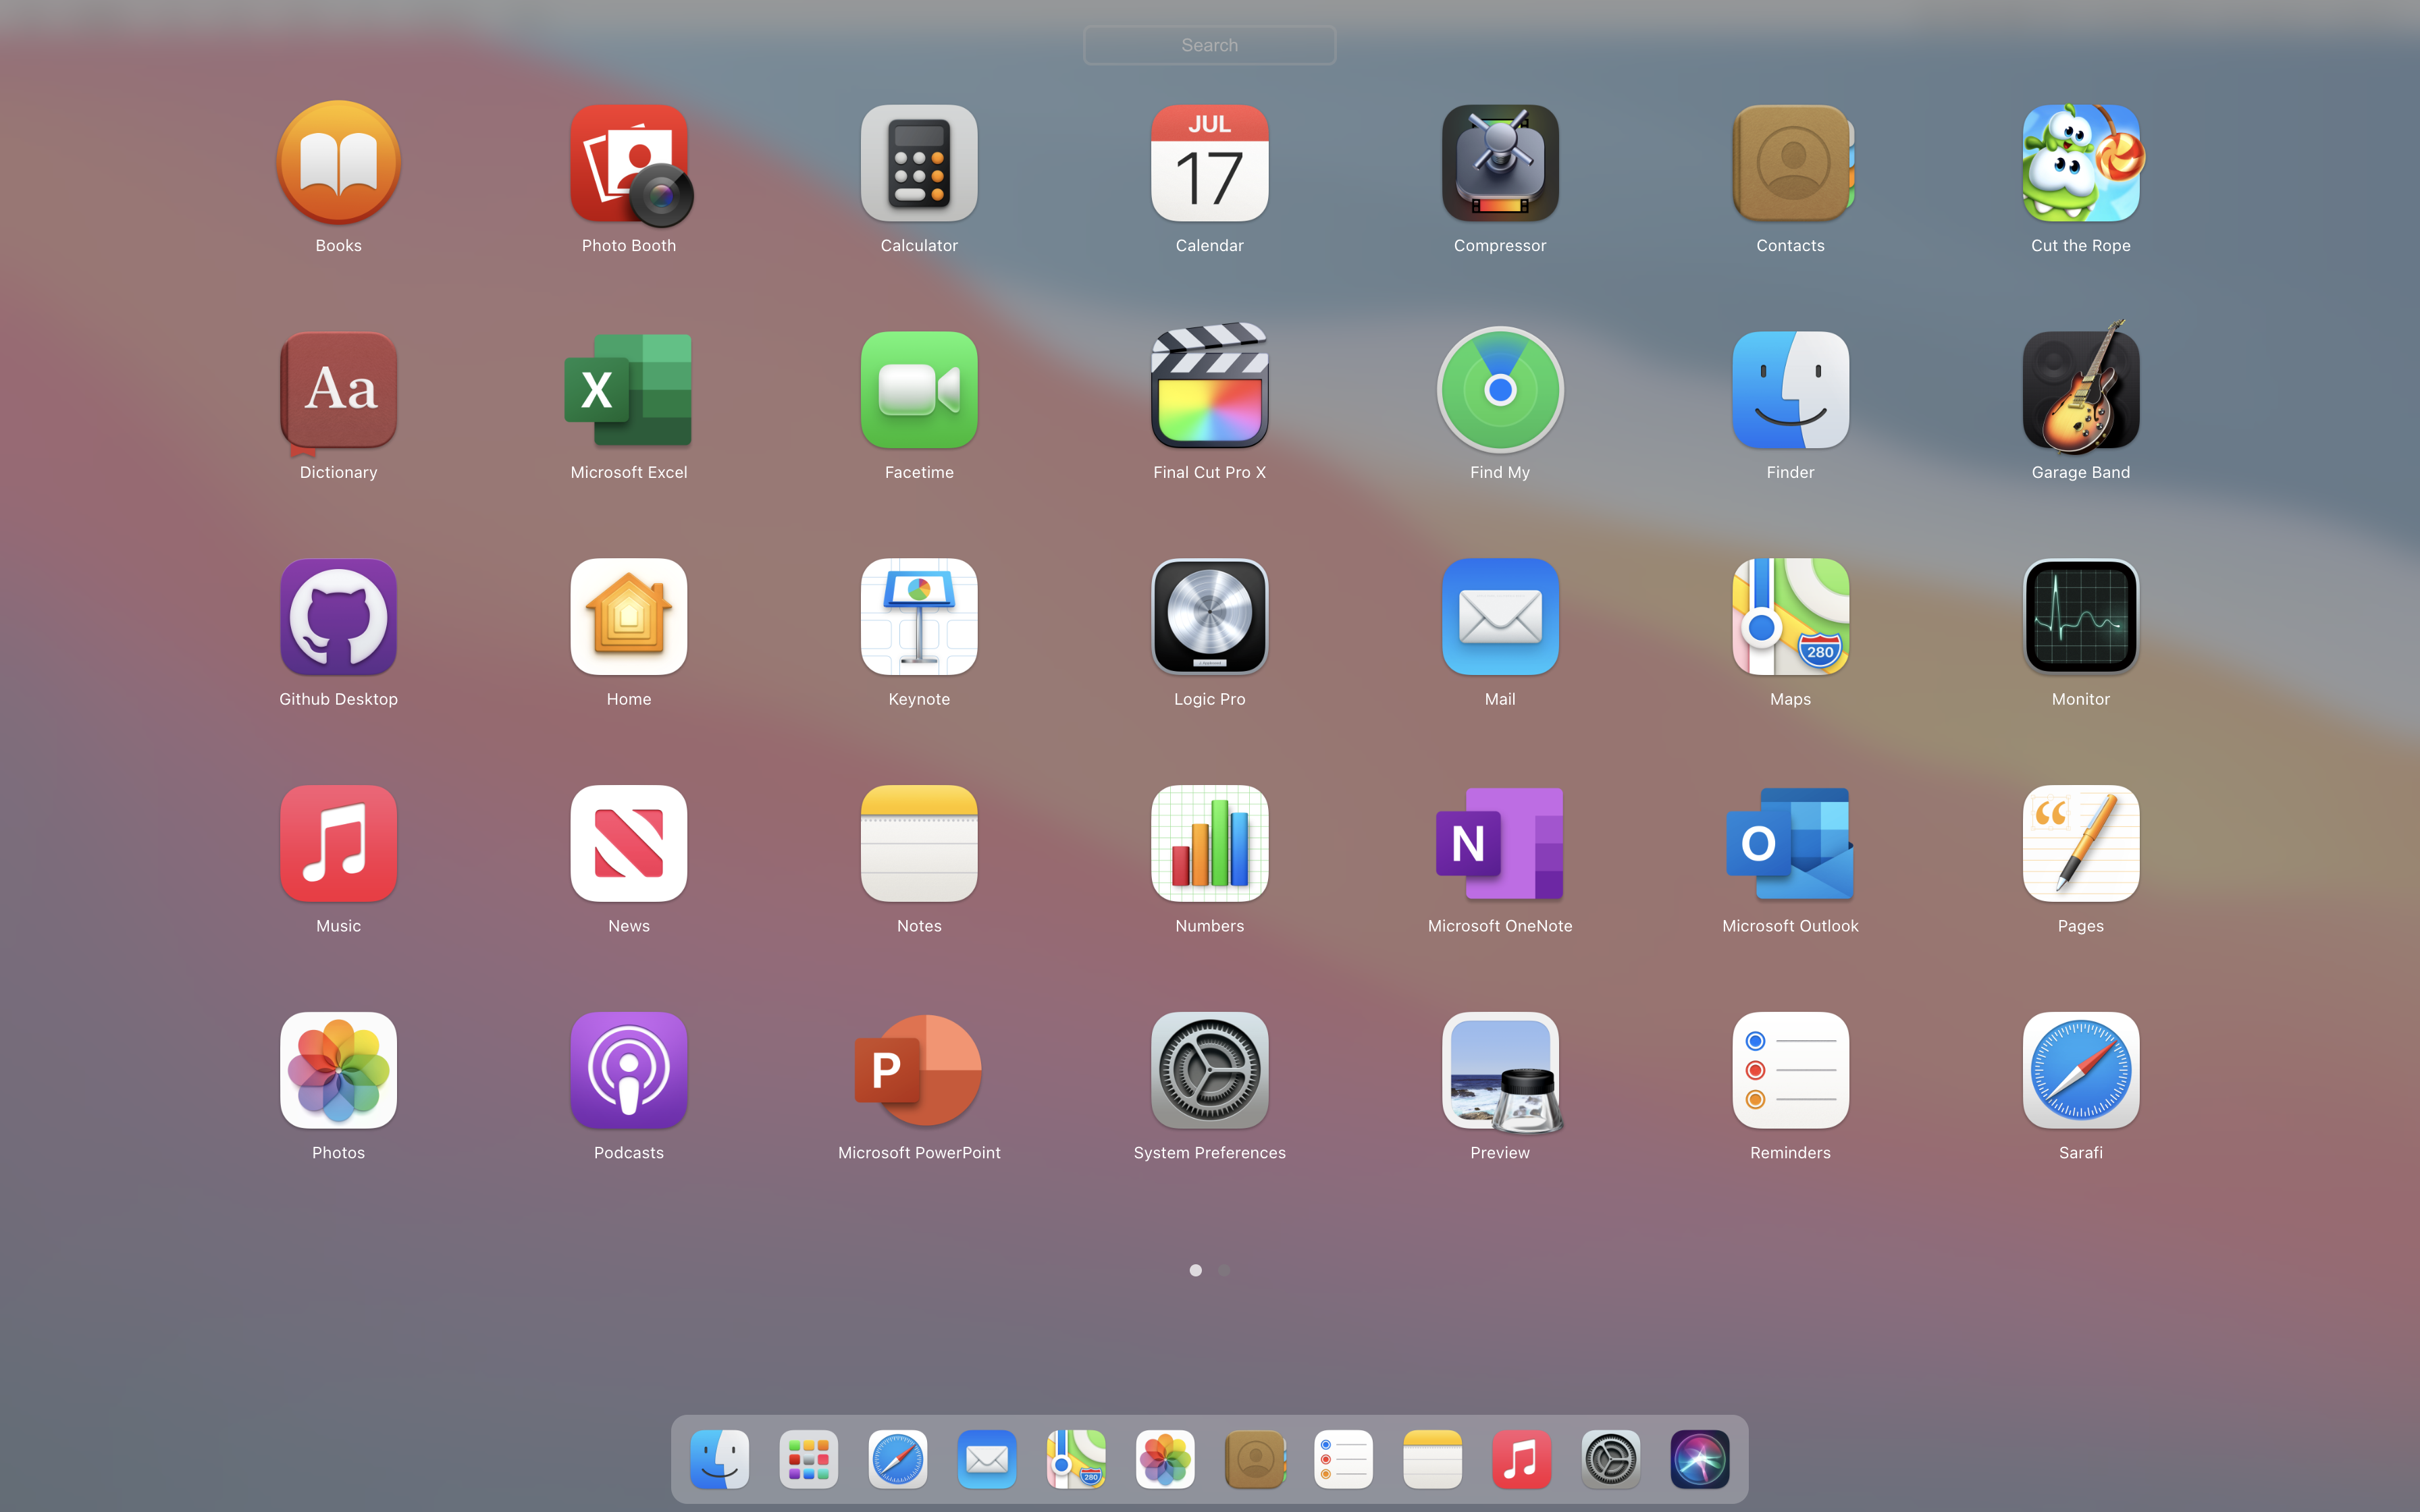 Search
JUL
17
Books
Photo Booth
Calculator
Calendar
Compressor
Contacts
Cut the Rope
Aa
X
Dictionary
Microsoft Excel
Facetime
Final Cut Pro X
Find My
Finder
Garage Band
280
Github Desktop
Home
Keynote
Logic Pro
Mail
Maps
Monitor
N
O
“
Music
News
Notes
Numbers
Microsoft OneNote
Microsoft Outlook
Pages
P
Photos
Podcasts
Microsoft PowerPoint
System Preferences
Preview
Reminders
Sarafi
280